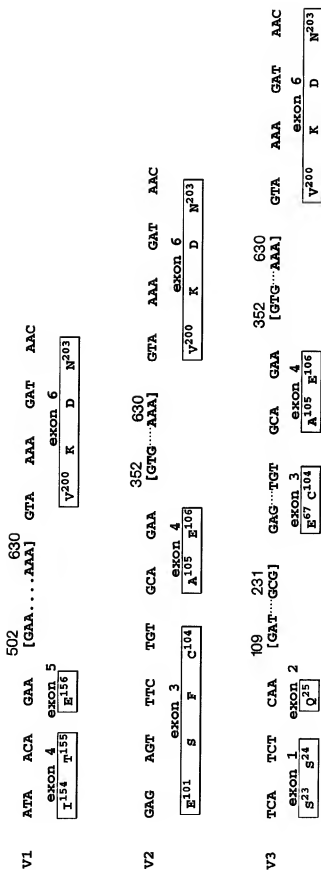 502 630
V1 ATA ACA GAA [GAA....AAA] GTA AAA GAT AAC
exon 4 exon 5 exon 6
I154 T155 E156 V200 K D N203
352 630
V2 GAG AGT TTC TGT GCA GAA [GTG....AAA] GTA AAA GAT AAC
exon 3 exon 4 exon 6
E101 S F C104 A105 E106 V200 K D N203
109 231 352 630
V3 TCA TCT CAA [GAT...GCG] GAG...TGT GCA GAA [GTG....AAA] GTA AAA GAT AAC
exon 1 exon 2 exon 3 exon 4 exon 6
S23 S24 Q25 E67 C104 A105 E106 V200 K D N203